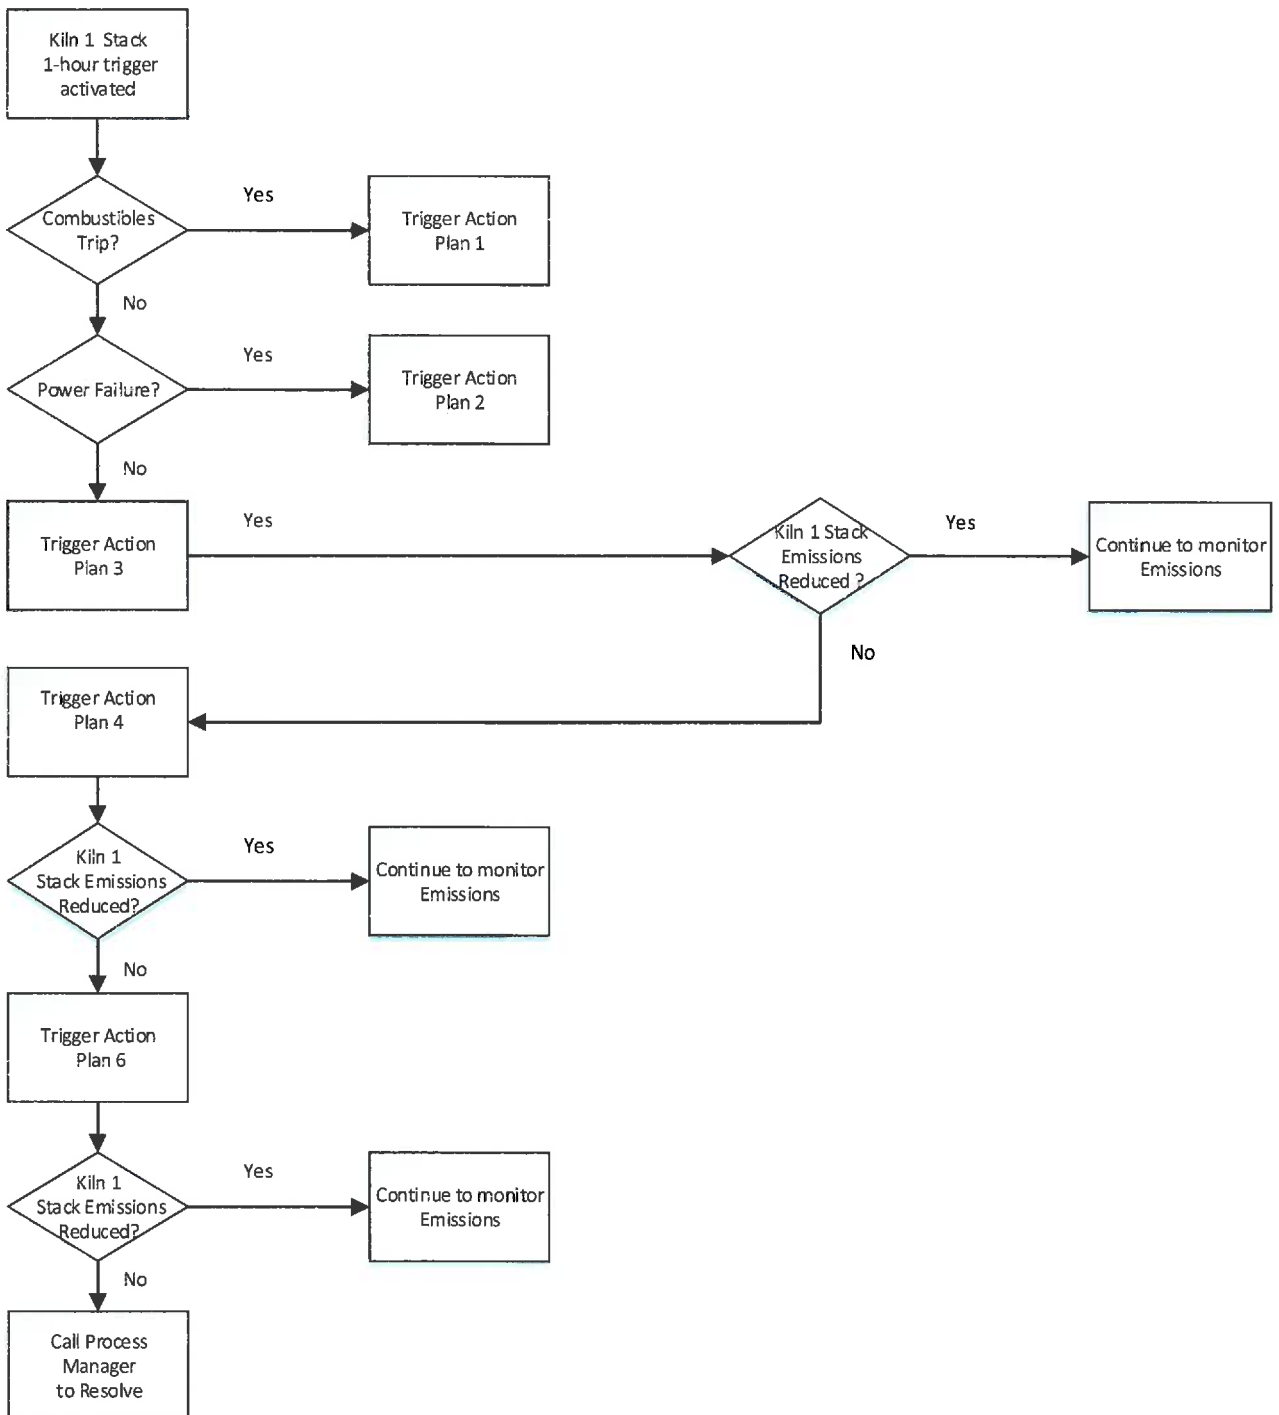 Kiln 1 Stack
1-hour trigger
activated
Combustibles
Trip?
Yes
Trigger Action
Plan 1
No
Power Failure?
Yes
Trigger Action
Plan 2
No
Trigger Action
Plan 3
Yes
Kiln 1 Stack
Emissions
Reduced ?
Yes
Continue to monitor
Emissions
No
Trigger Action
Plan 4
Kiln 1
Stack Emissions
Reduced?
Yes
Continue to monitor
Emissions
No
Trigger Action
Plan 6
Kiln 1
Stack Emissions
Reduced?
Yes
Continue to monitor
Emissions
No
Call Process
Manager
to Resolve